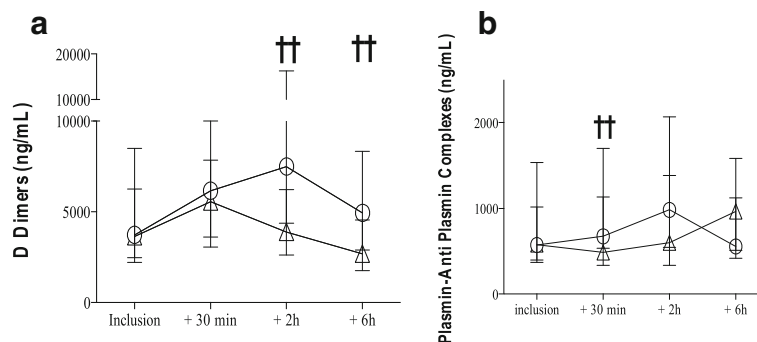 a
D Dimers (ng/mL)
20000
10000
10000
5000
0
††
††
Inclusion
+ 30 min
+ 2h
+ 6h
b
Plasmin-Anti Plasmin Complexes (ng/mL)
2000
1000
0
††
inclusion
+ 30 min
+ 2h
+ 6h